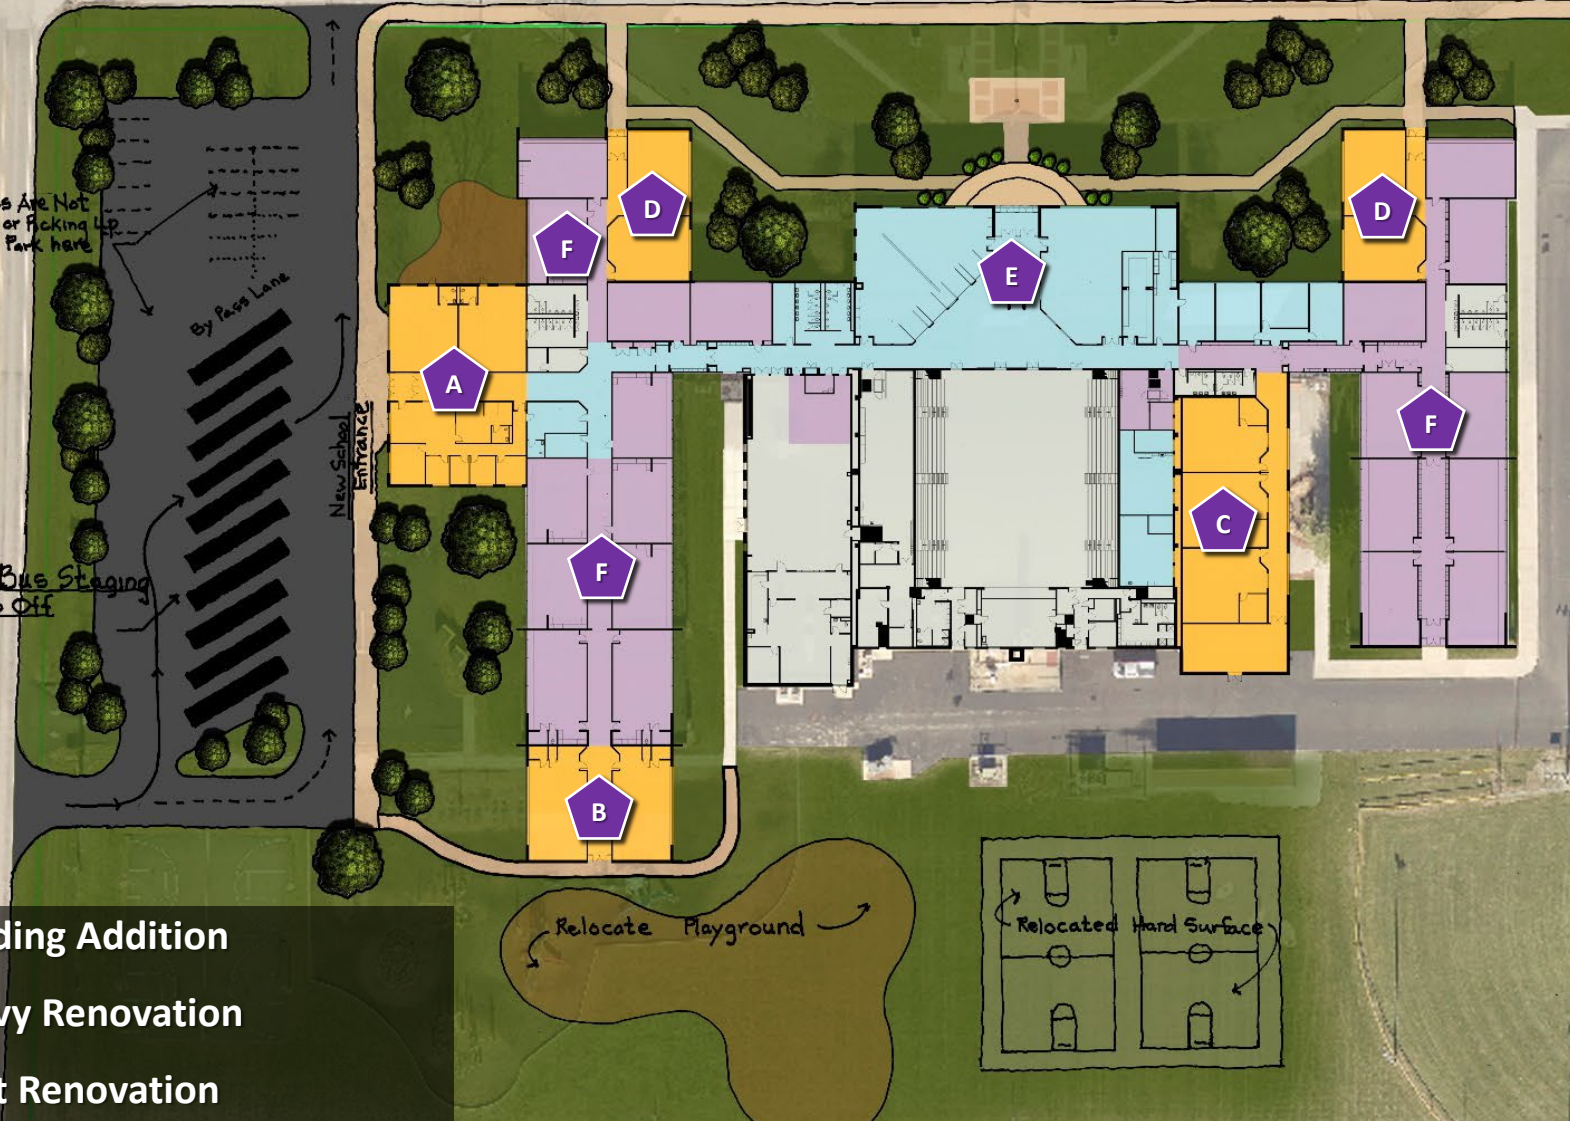 s Are Not
or Picking Up
Park here
By Pass Lane
New School
Entrance
Bus Staging
Off
D
D
F
E
A
F
C
F
B
Relocate Playground
Relocated Hard Surface
ding Addition
vy Renovation
t Renovation